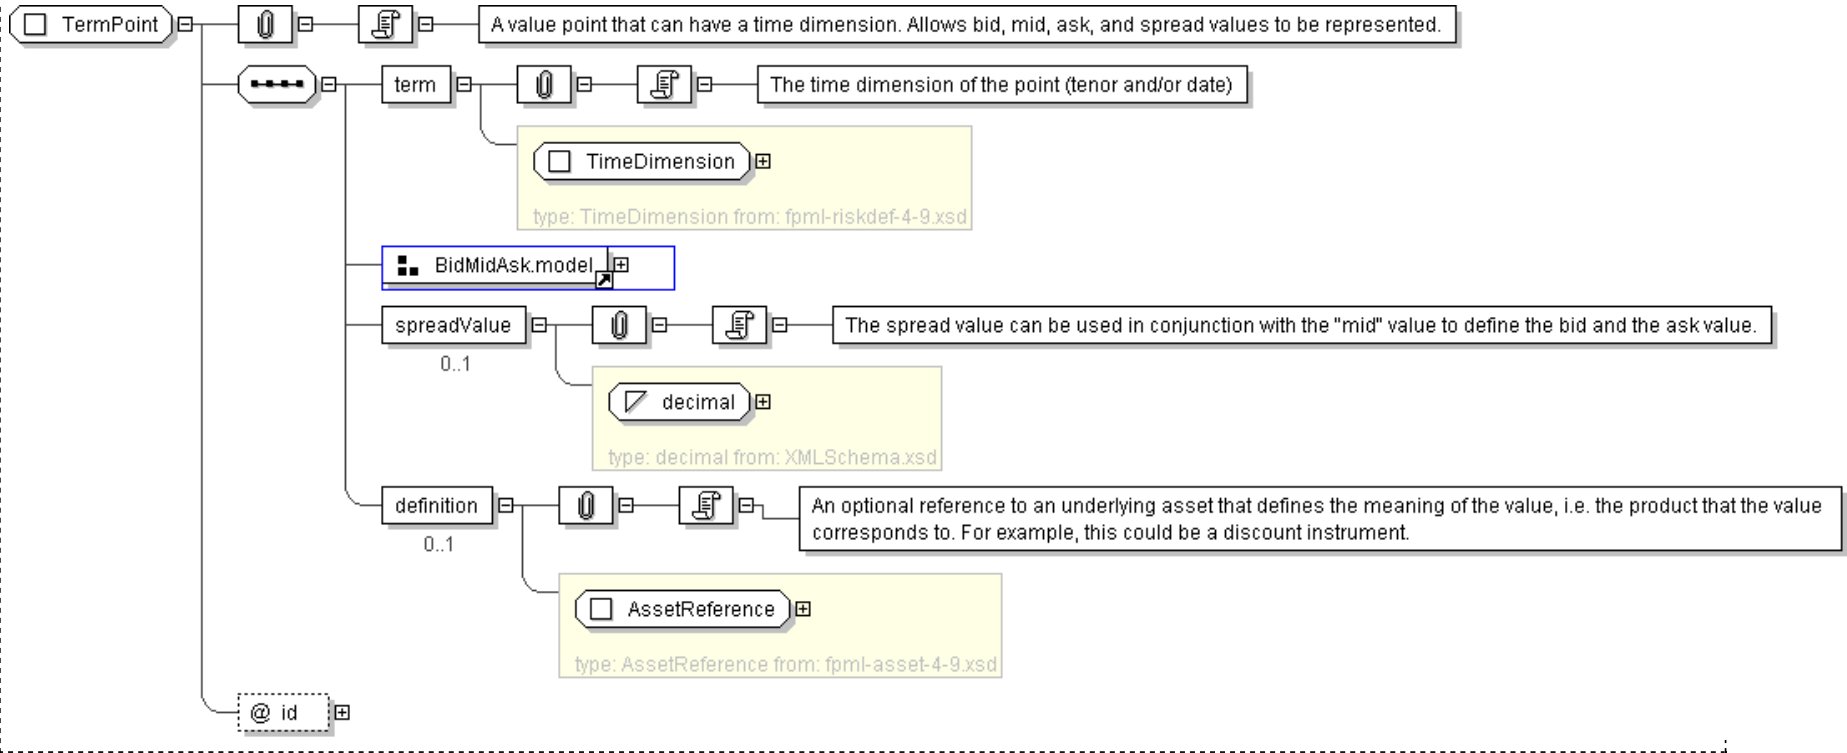 TermPoint
A value point that can have a time dimension. Allows bid, mid, ask, and spread values to be represented.
term
The time dimension of the point (tenor and/or date)
TimeDimension
type: TimeDimension from: fpml-riskdef-4-9.xsd
BidMidAsk.model
spreadValue
The spread value can be used in conjunction with the "mid" value to define the bid and the ask value.
0..1
decimal
type: decimal from: XMLSchema.xsd
definition
An optional reference to an underlying asset that defines the meaning of the value, i.e. the product that the value
corresponds to. For example, this could be a discount instrument.
0..1
AssetReference
type: AssetReference from: fpml-asset-4-9.xsd
@ id